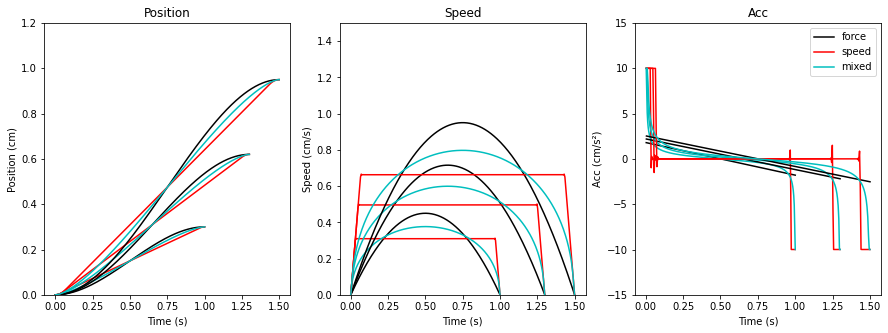 Position
Position (cm)
1.2
1.0
0.8
0.6
0.4
0.2
0.0
0.00 0.25 0.50 0.75 1.00 1.25 1.50
Time (s)
Speed
Speed (cm/s)
1.4
1.2
1.0
0.8
0.6
0.4
0.2
0.0
0.00 0.25 0.50 0.75 1.00 1.25 1.50
Time (s)
Acc
Acc (cm/s²)
15
10
5
0
−5
−10
−15
0.00 0.25 0.50 0.75 1.00 1.25 1.50
Time (s)
force
speed
mixed